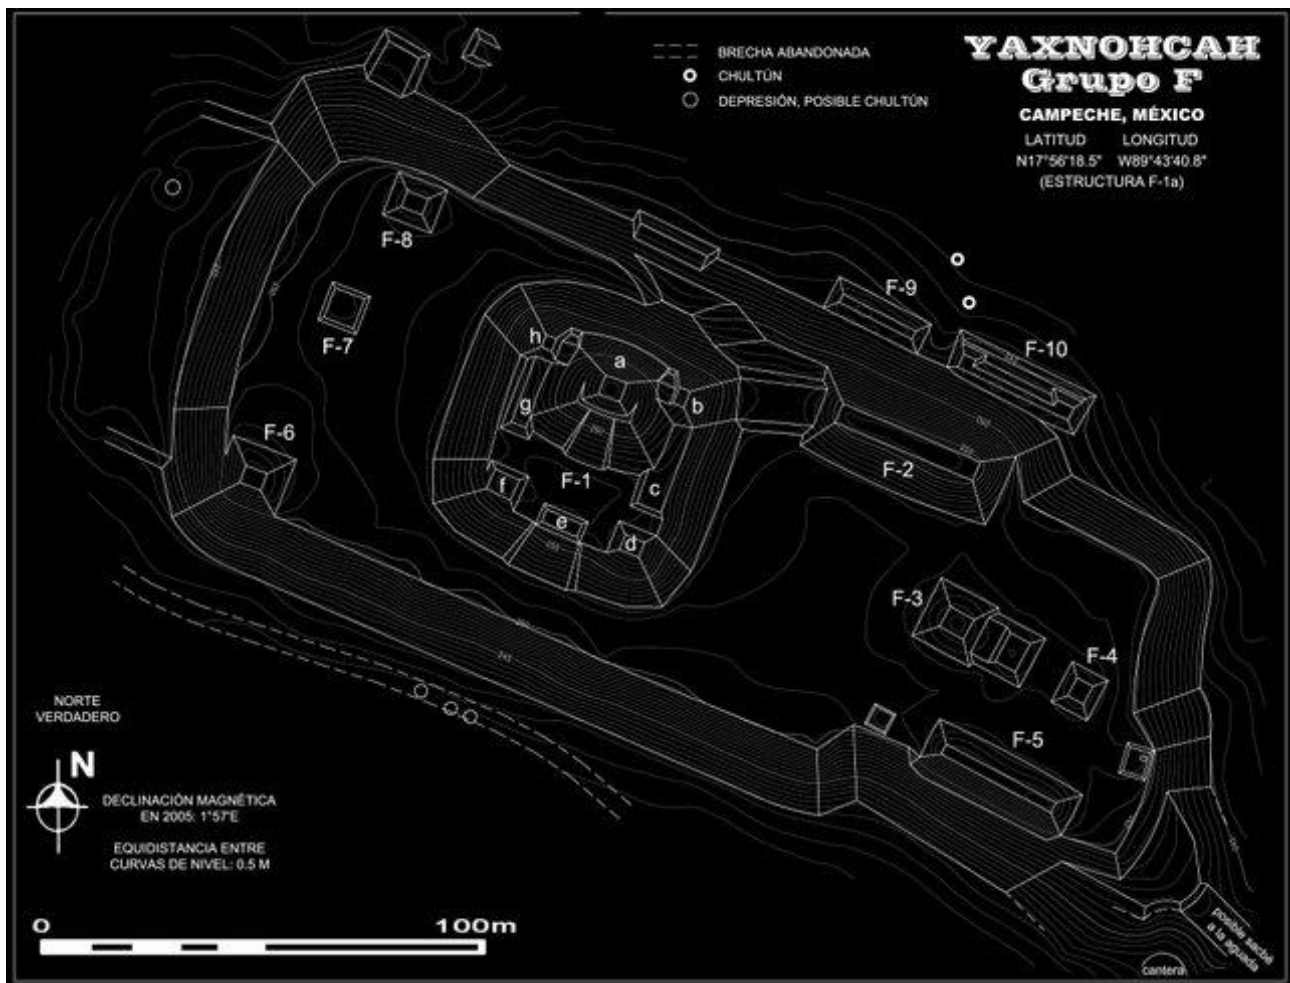 YAXNOHCAH
Grupo F
CAMPECHE, MÉXICO
LATITUD LONGITUD
N17°56'18.5" W89°43'40.8"
(ESTRUCTURA F-1a)
BRECHA ABANDONADA
CHULTÚN
DEPRESIÓN, POSIBLE CHULTÚN
F-8
F-7
F-6
F-9
F-10
h
a
b
g
F-1
c
f
e
d
F-2
F-3
F-4
F-5
NORTE
VERDADERO
N
DECLINACIÓN MAGNÉTICA
EN 2005: 1°57'E
EQUIDISTANCIA ENTRE
CURVAS DE NIVEL: 0.5 M
0 100m
posible sacbé
a la aguada
cantera